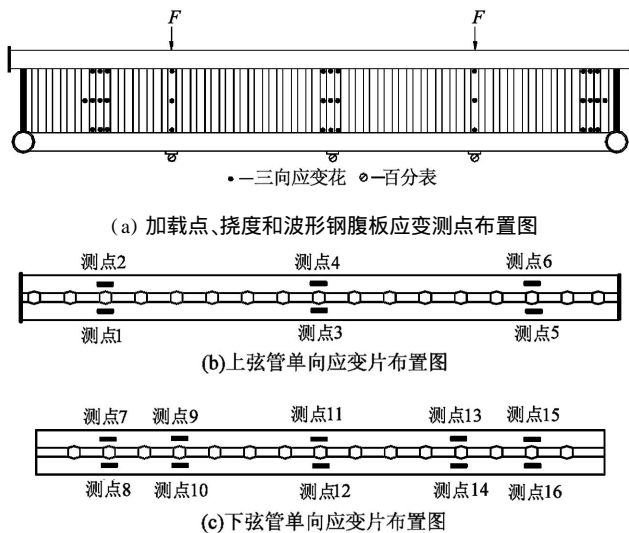 F F
•—三向应变花 ⊘—百分表
(a) 加载点、挠度和波形钢腹板应变测点布置图
测点2 测点4 测点6
测点1 测点3 测点5
(b)上弦管单向应变片布置图
测点7 测点9 测点11 测点13 测点15
测点8 测点10 测点12 测点14 测点16
(c)下弦管单向应变片布置图